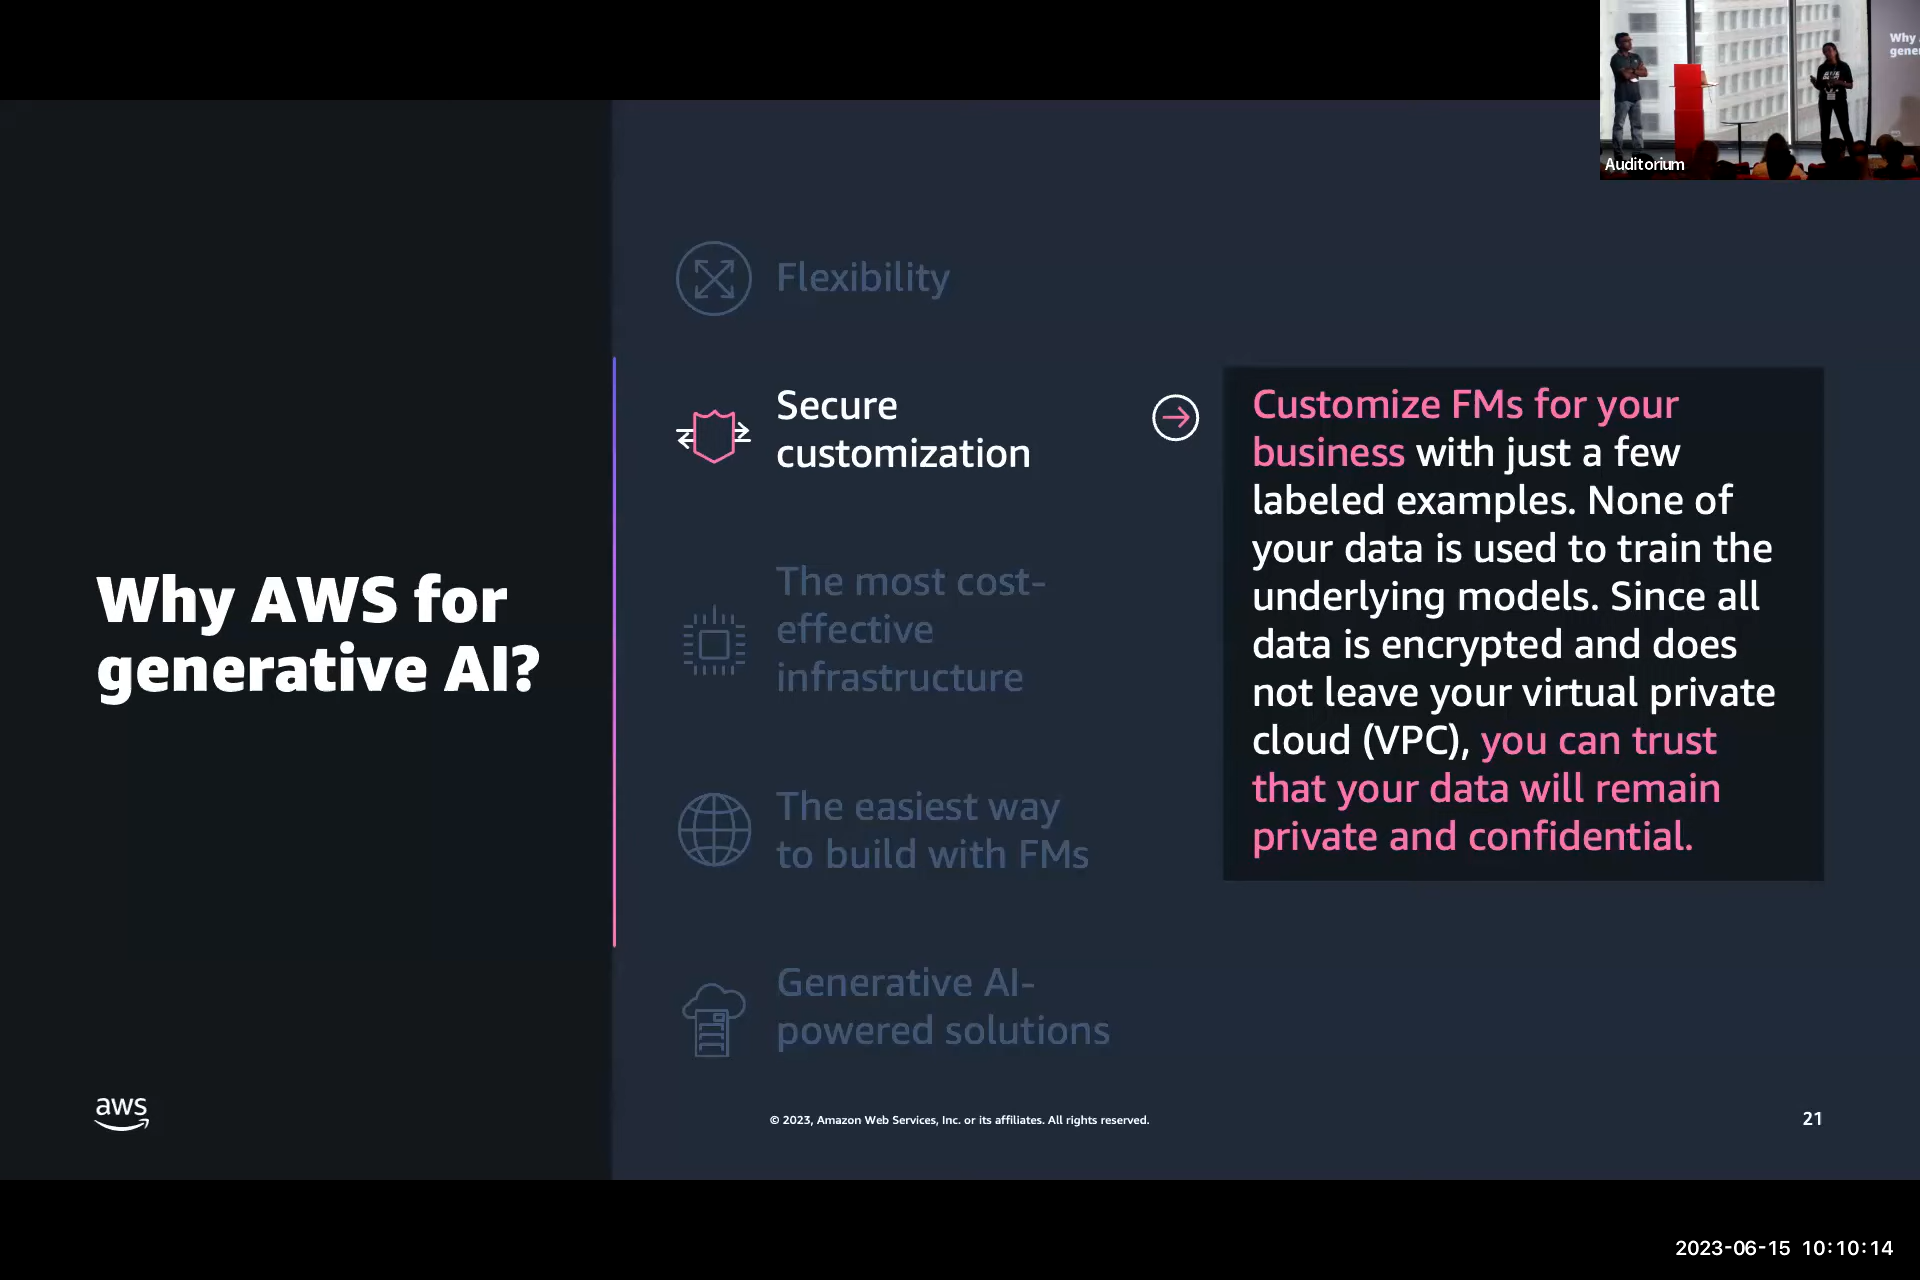 Why
gene
Auditorium
Flexibility
Secure
customization
Customize FMs for your
business with just a few
labeled examples. None of
your data is used to train the
underlying models. Since all
data is encrypted and does
not leave your virtual private
cloud (VPC), you can trust
that your data will remain
private and confidential.
The most cost-
effective
infrastructure
Why AWS for
generative AI?
The easiest way
to build with FMs
Generative AI-
powered solutions
aws
© 2023, Amazon Web Services, Inc. or its affiliates. All rights reserved.
21
2023-06-15 10:10:14